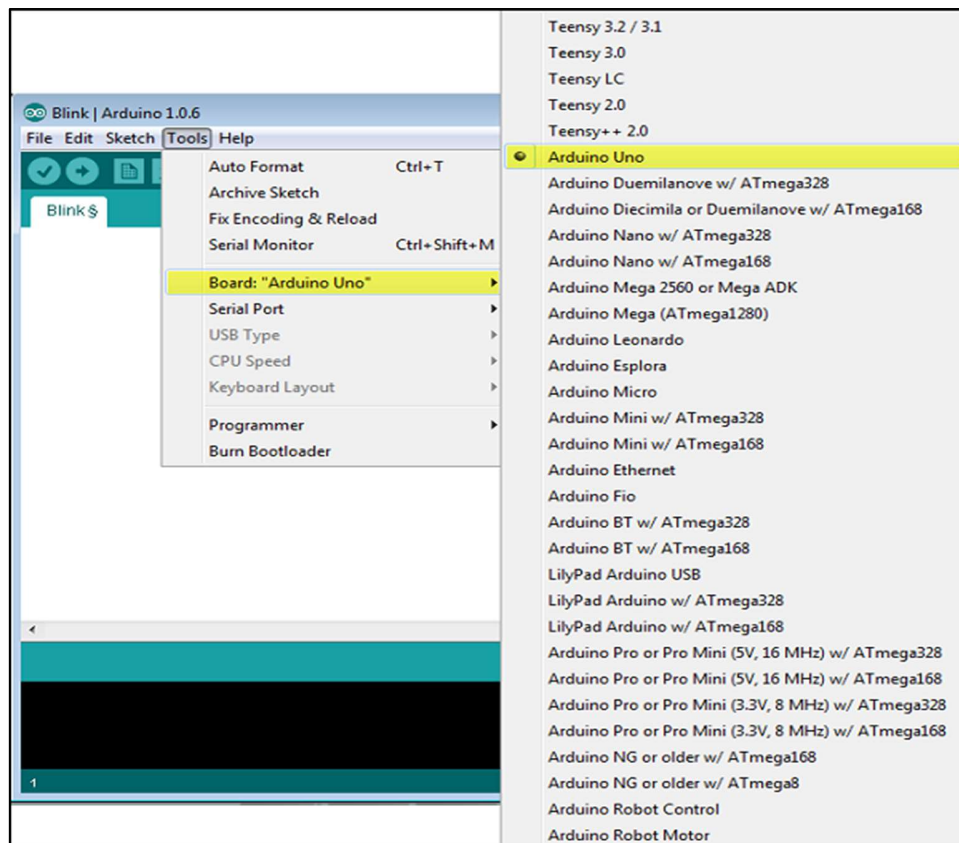 Blink | Arduino 1.0.6
File Edit Sketch Tools Help
Blink §
Auto Format Ctrl+T
Archive Sketch
Fix Encoding & Reload
Serial Monitor Ctrl+Shift+M
Board: "Arduino Uno"
Serial Port
USB Type
CPU Speed
Keyboard Layout
Programmer
Burn Bootloader
1
Teensy 3.2 / 3.1
Teensy 3.0
Teensy LC
Teensy 2.0
Teensy++ 2.0
Arduino Uno
Arduino Duemilanove w/ ATmega328
Arduino Diecimila or Duemilanove w/ ATmega168
Arduino Nano w/ ATmega328
Arduino Nano w/ ATmega168
Arduino Mega 2560 or Mega ADK
Arduino Mega (ATmega1280)
Arduino Leonardo
Arduino Esplora
Arduino Micro
Arduino Mini w/ ATmega328
Arduino Mini w/ ATmega168
Arduino Ethernet
Arduino Fio
Arduino BT w/ ATmega328
Arduino BT w/ ATmega168
LilyPad Arduino USB
LilyPad Arduino w/ ATmega328
LilyPad Arduino w/ ATmega168
Arduino Pro or Pro Mini (5V, 16 MHz) w/ ATmega328
Arduino Pro or Pro Mini (5V, 16 MHz) w/ ATmega168
Arduino Pro or Pro Mini (3.3V, 8 MHz) w/ ATmega328
Arduino Pro or Pro Mini (3.3V, 8 MHz) w/ ATmega168
Arduino NG or older w/ ATmega168
Arduino NG or older w/ ATmega8
Arduino Robot Control
Arduino Robot Motor